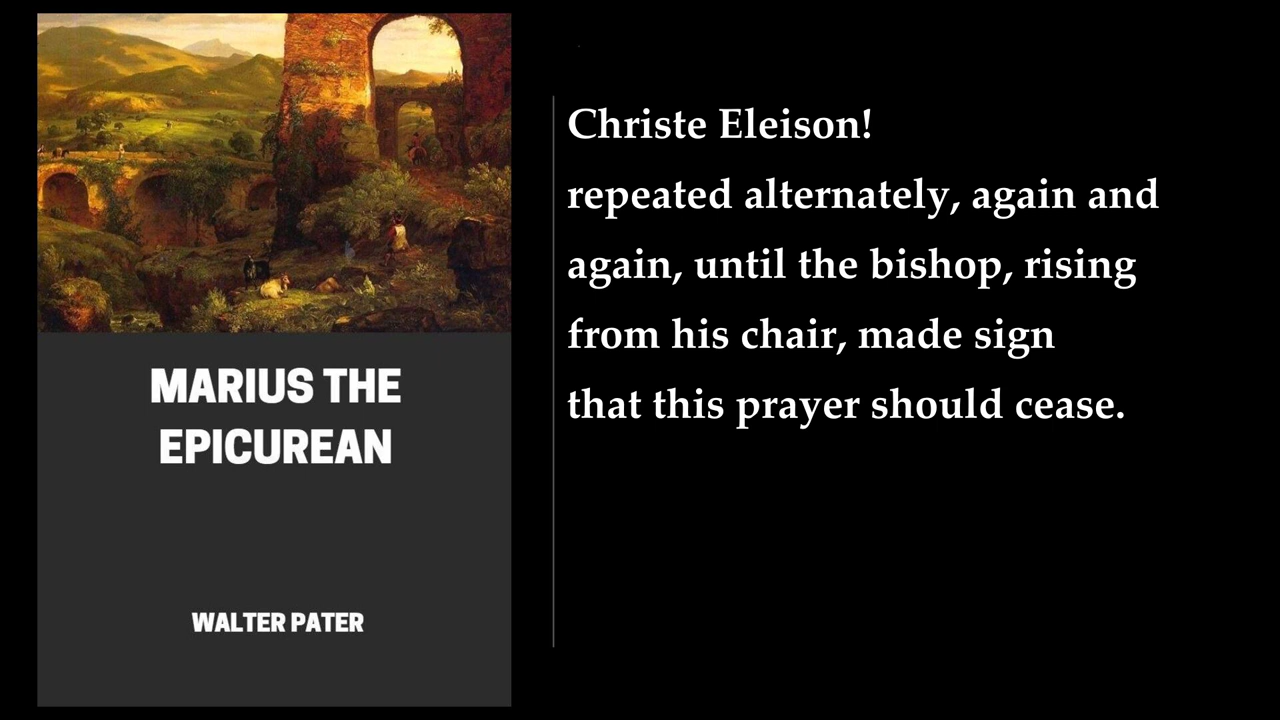 MARIUS THE
EPICUREAN
WALTER PATER
Christe Eleison!
repeated alternately, again and
again, until the bishop, rising
from his chair, made sign
that this prayer should cease.